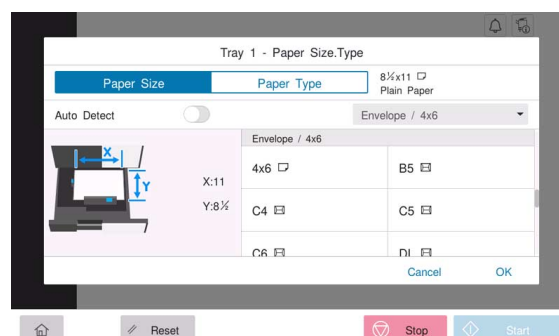 Tray 1 - Paper Size.Type
Paper Size
Paper Type
8½x11
Plain Paper
Auto Detect
Envelope / 4x6
Envelope / 4x6
X
Y
X:11
Y:8½
4x6
B5
C4
C5
C6
DL
Cancel
OK
Reset
Stop
Start